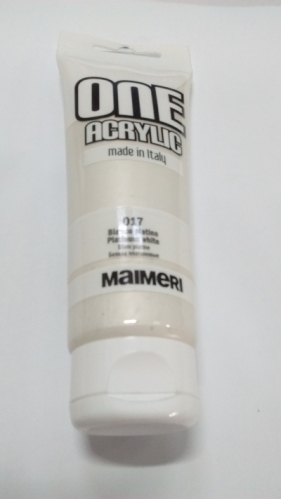 ONE
ACRYLIC
made in Italy
017
Bianco platino
Platinum white
MAIMERI